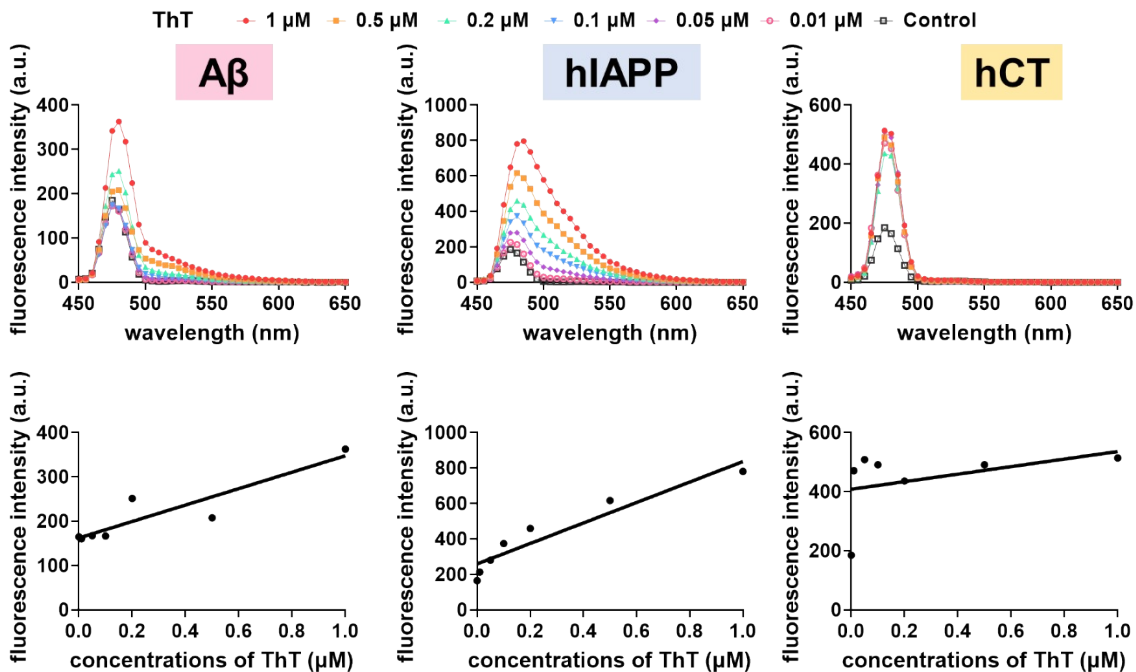 ThT 1 μM 0.5 μM 0.2 μM 0.1 μM 0.05 μM 0.01 μM Control
Aβ
fluorescence intensity (a.u.)
400
300
200
100
0
450 500 550 600 650
wavelength (nm)
hIAPP
fluorescence intensity (a.u.)
1000
800
600
400
200
0
450 500 550 600 650
wavelength (nm)
hCT
fluorescence intensity (a.u.)
600
400
200
0
450 500 550 600 650
wavelength (nm)
fluorescence intensity (a.u.)
400
300
200
100
0
0.0 0.2 0.4 0.6 0.8 1.0
concentrations of ThT (μM)
fluorescence intensity (a.u.)
1000
800
600
400
200
0
0.0 0.2 0.4 0.6 0.8 1.0
concentrations of ThT (μM)
fluorescence intensity (a.u.)
600
400
200
0
0.0 0.2 0.4 0.6 0.8 1.0
concentrations of ThT (μM)